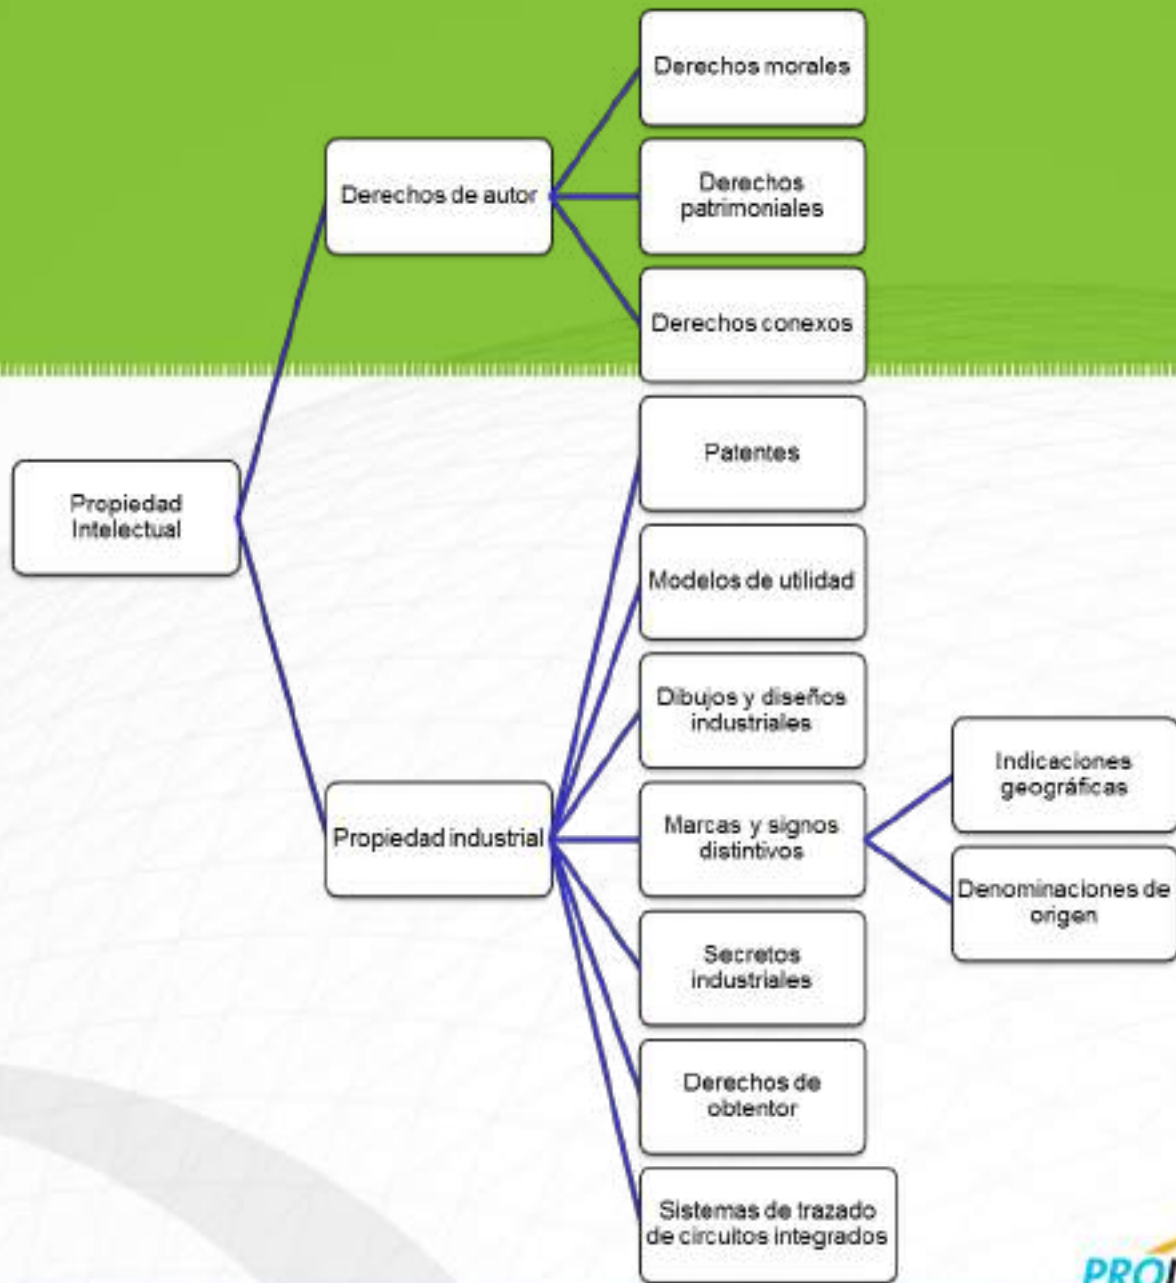 Propiedad
Intelectual
Derechos de autor
Derechos morales
Derechos
patrimoniales
Derechos conexos
Propiedad industrial
Patentes
Modelos de utilidad
Dibujos y diseños
industriales
Marcas y signos
distintivos
Indicaciones
geográficas
Denominaciones de
origen
Secretos
industriales
Derechos de
obtentor
Sistemas de trazado
de circuitos integrados